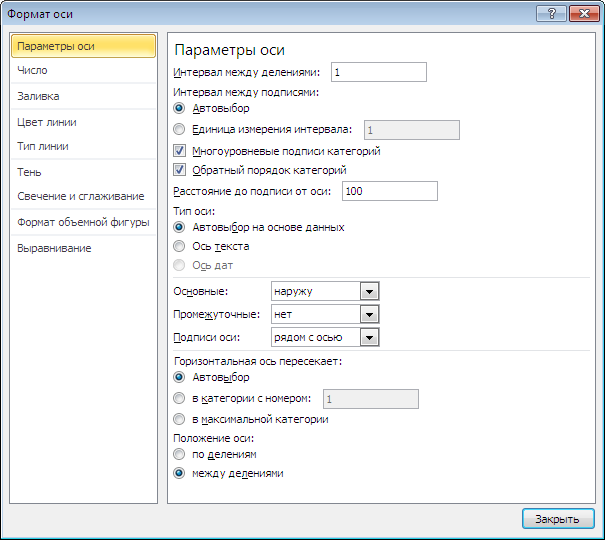 Формат оси
Параметры оси
Число
Заливка
Цвет линии
Тип линии
Тень
Свечение и сглаживание
Формат объемной фигуры
Выравнивание
Параметры оси
Интервал между делениями: 1
Интервал между подписями:
Автовыбор
Единица измерения интервала: 1
Многоуровневые подписи категорий
Обратный порядок категорий
Расстояние до подписи от оси: 100
Тип оси:
Автовыбор на основе данных
Ось текста
Ось дат
Основные: наружу
Промежуточные: нет
Подписи оси: рядом с осью
Горизонтальная ось пересекает:
Автовыбор
в категории с номером: 1
в максимальной категории
Положение оси:
по делениям
между делениями
Закрыть